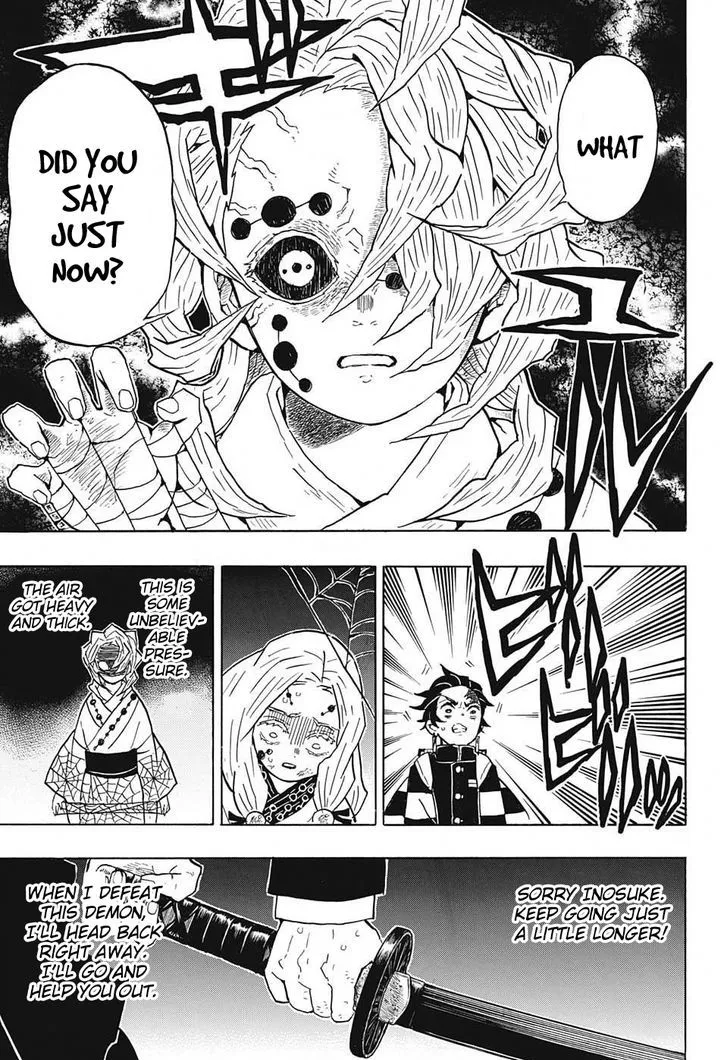 WHAT
DID YOU
SAY
JUST
NOW?
THIS IS
SOME
UNBELIEV-
ABLE
PRES-
SURE.
THE AIR
GOT HEAVY
AND THICK.
SORRY INOSUKE.
KEEP GOING JUST
A LITTLE LONGER!
WHEN I DEFEAT
THIS DEMON,
I'LL HEAD BACK
RIGHT AWAY.
I'LL GO AND
HELP YOU OUT.